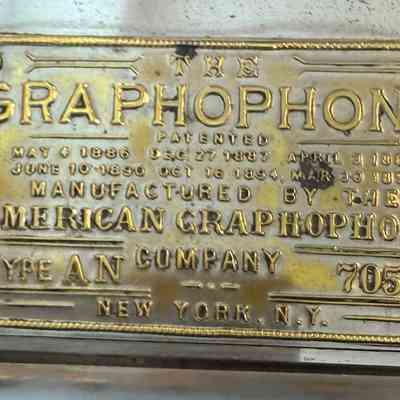 THE
GRAPHOPHON
PATENTED
MAY 4 1886 DEC 27 1887 APRIL 3
JUNE 10 1890 OCT 16 1894 MAR 30
MANUFACTURED BY THE
MERICAN GRAPHOPHO
YPE AN COMPANY 705
NEW YORK, N.Y.